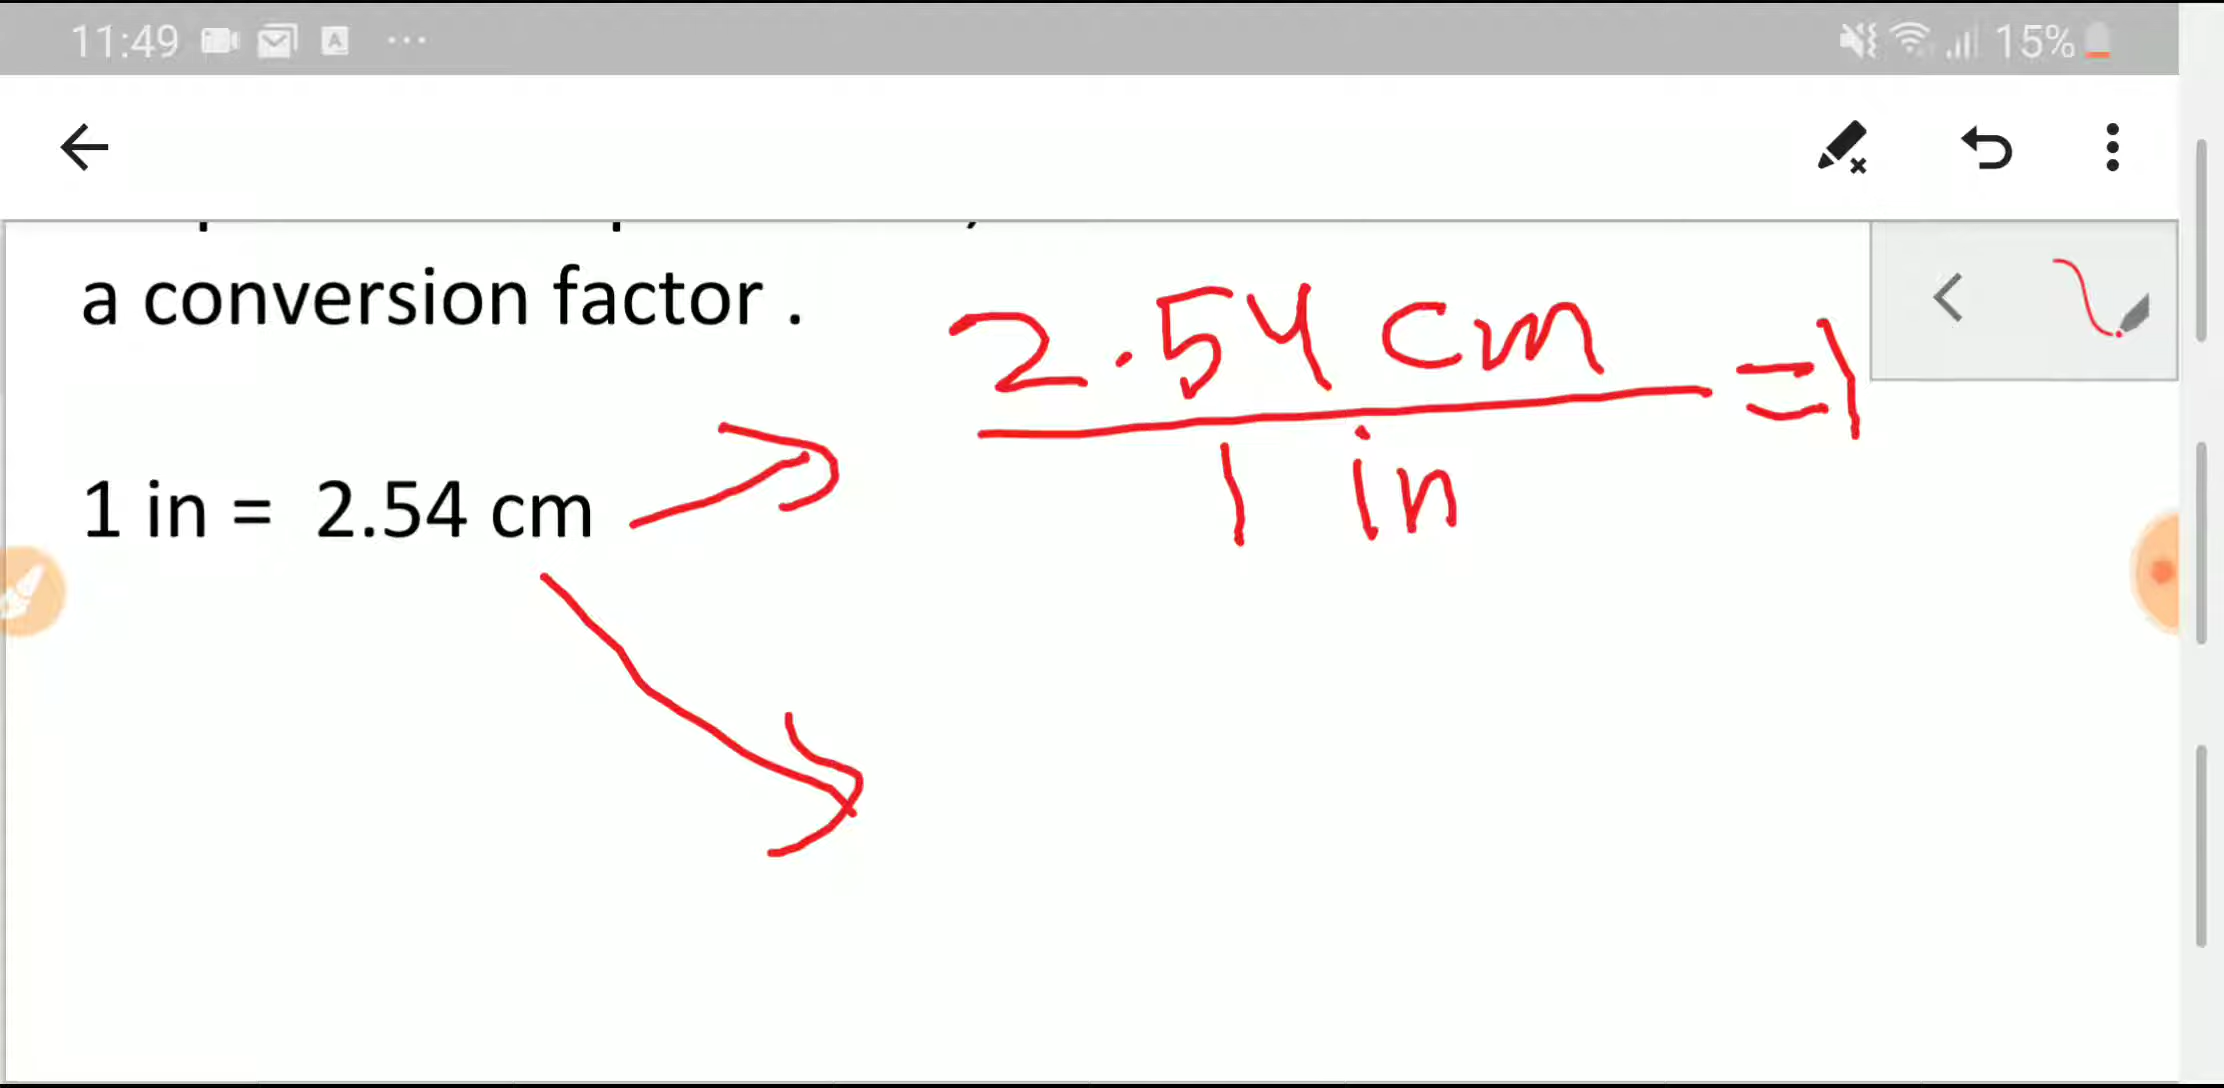 11:49
15%
a conversion factor .
2.54 cm
=1
1 in
1 in = 2.54 cm